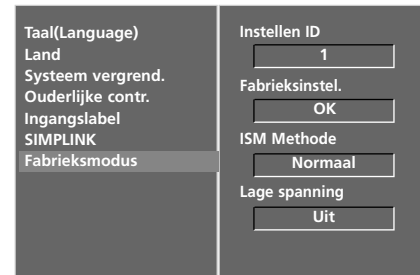 Taal(Language)
Land
Systeem vergrend.
Ouderlijke contr.
Ingangslabel
SIMPLINK
Fabrieksmodus
Instellen ID
1
Fabrieksinstel.
OK
ISM Methode
Normaal
Lage spanning
Uit